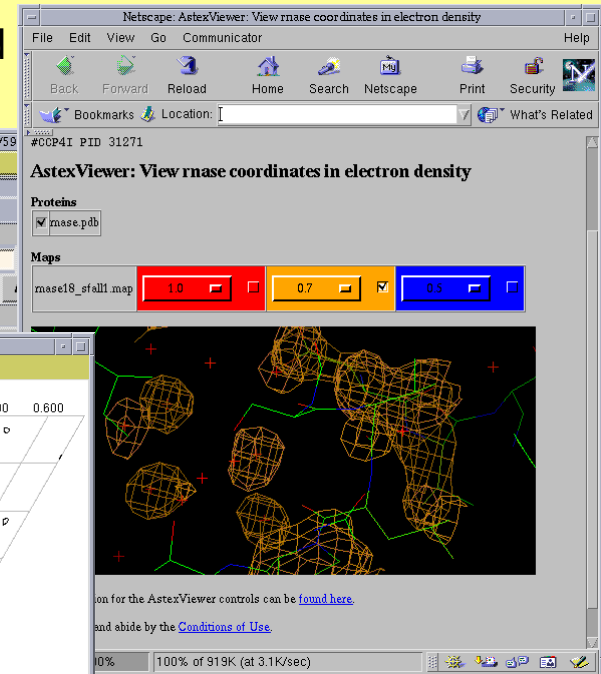 Netscape: AstexViewer: View rnase coordinates in electron density
File Edit View Go Communicator Help
Back Forward Reload Home Search Netscape Print Security
Bookmarks Location: What's Related
#CCP4I PID 31271
AstexViewer: View rnase coordinates in electron density
Proteins
rnase.pdb
Maps
rnase18_sfall1.map 1.0 0.7 0.5
0.600
on for the AstexViewer controls can be found here.
and abide by the Conditions of Use.
100% of 919K (at 3.1K/sec)